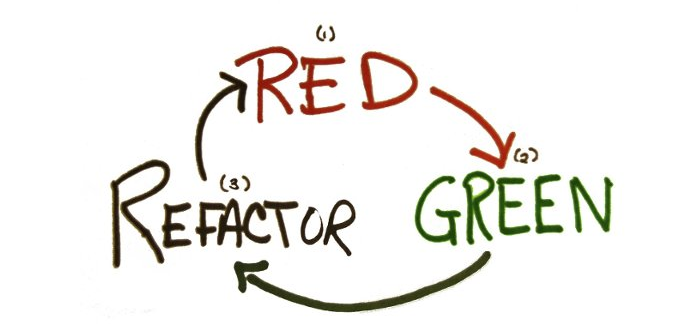 (1)
RED
(2)
GREEN
(3)
REFACTOR